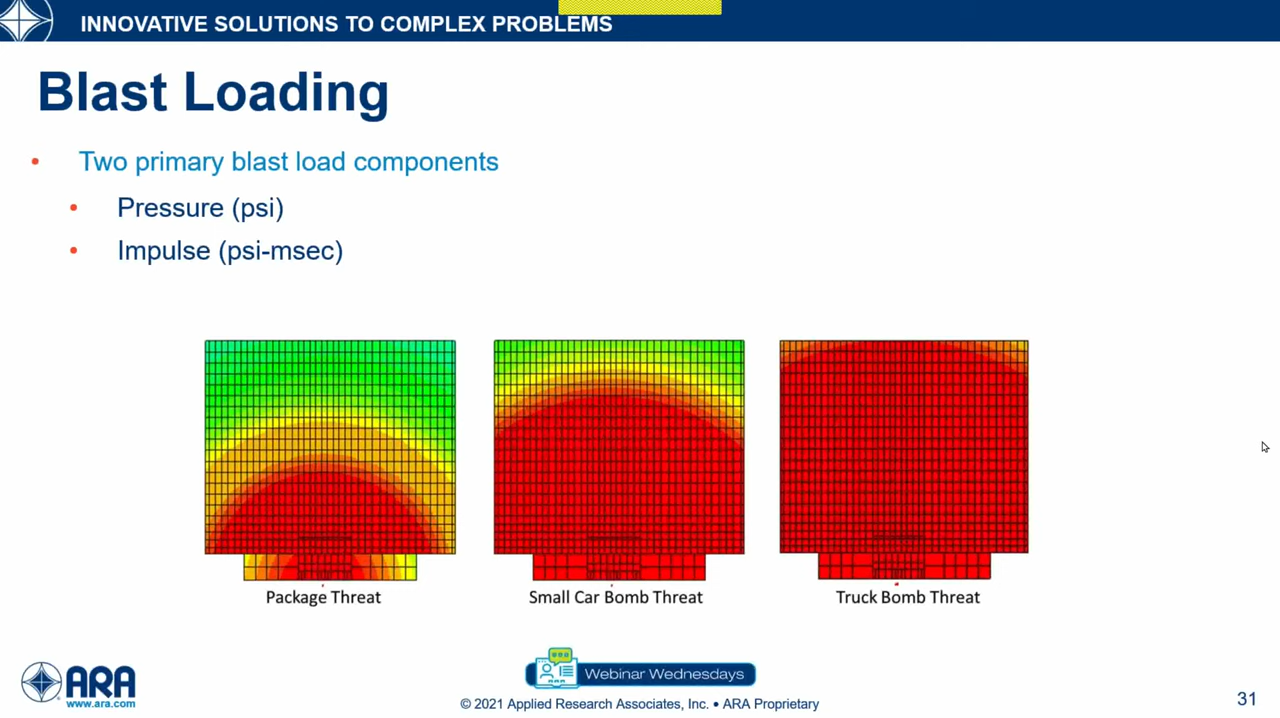 INNOVATIVE SOLUTIONS TO COMPLEX PROBLEMS
Blast Loading
• Two primary blast load components
• Pressure (psi)
• Impulse (psi-msec)
Package Threat
Small Car Bomb Threat
Truck Bomb Threat
ARA
www.ara.com
Webinar Wednesdays
© 2021 Applied Research Associates, Inc. • ARA Proprietary
31